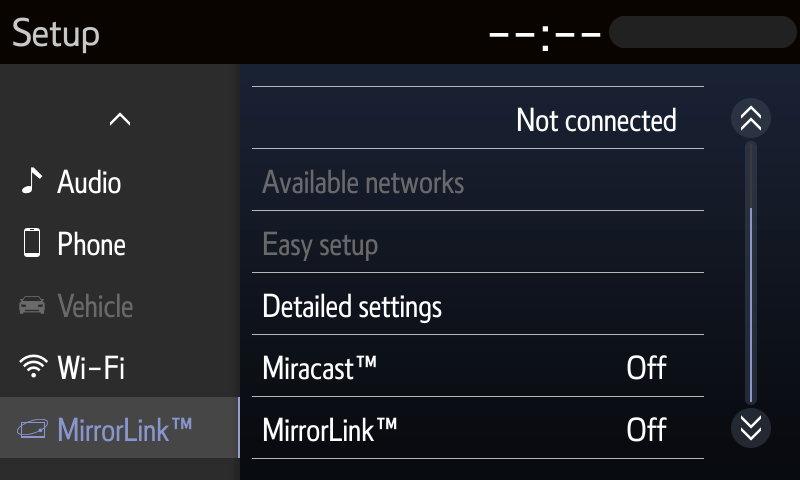 Setup
--:--
Not connected
Audio
Available networks
Phone
Easy setup
Vehicle
Detailed settings
Wi-Fi
Miracast™ Off
MirrorLink™
MirrorLink™ Off